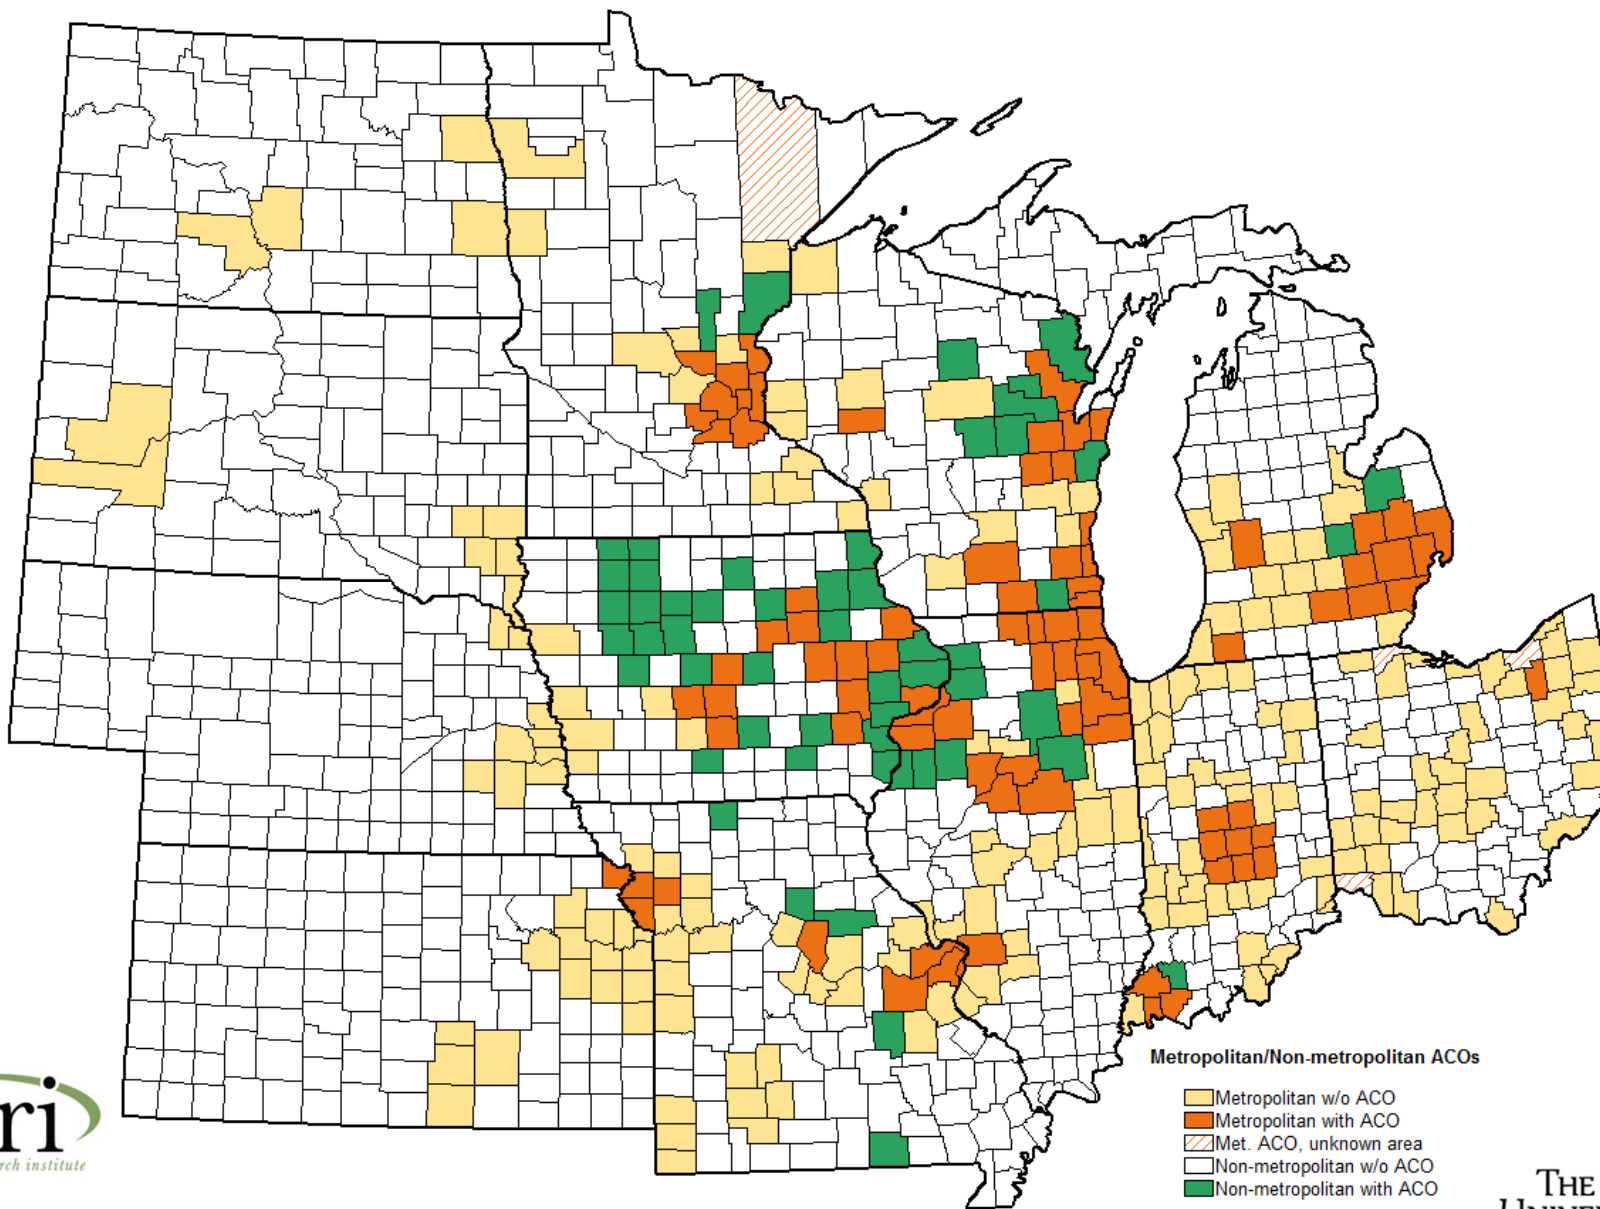 Metropolitan/Non-metropolitan ACOs
Metropolitan w/o ACO
Metropolitan with ACO
Met. ACO, unknown area
Non-metropolitan w/o ACO
Non-metropolitan with ACO
ri
rch institute
THE